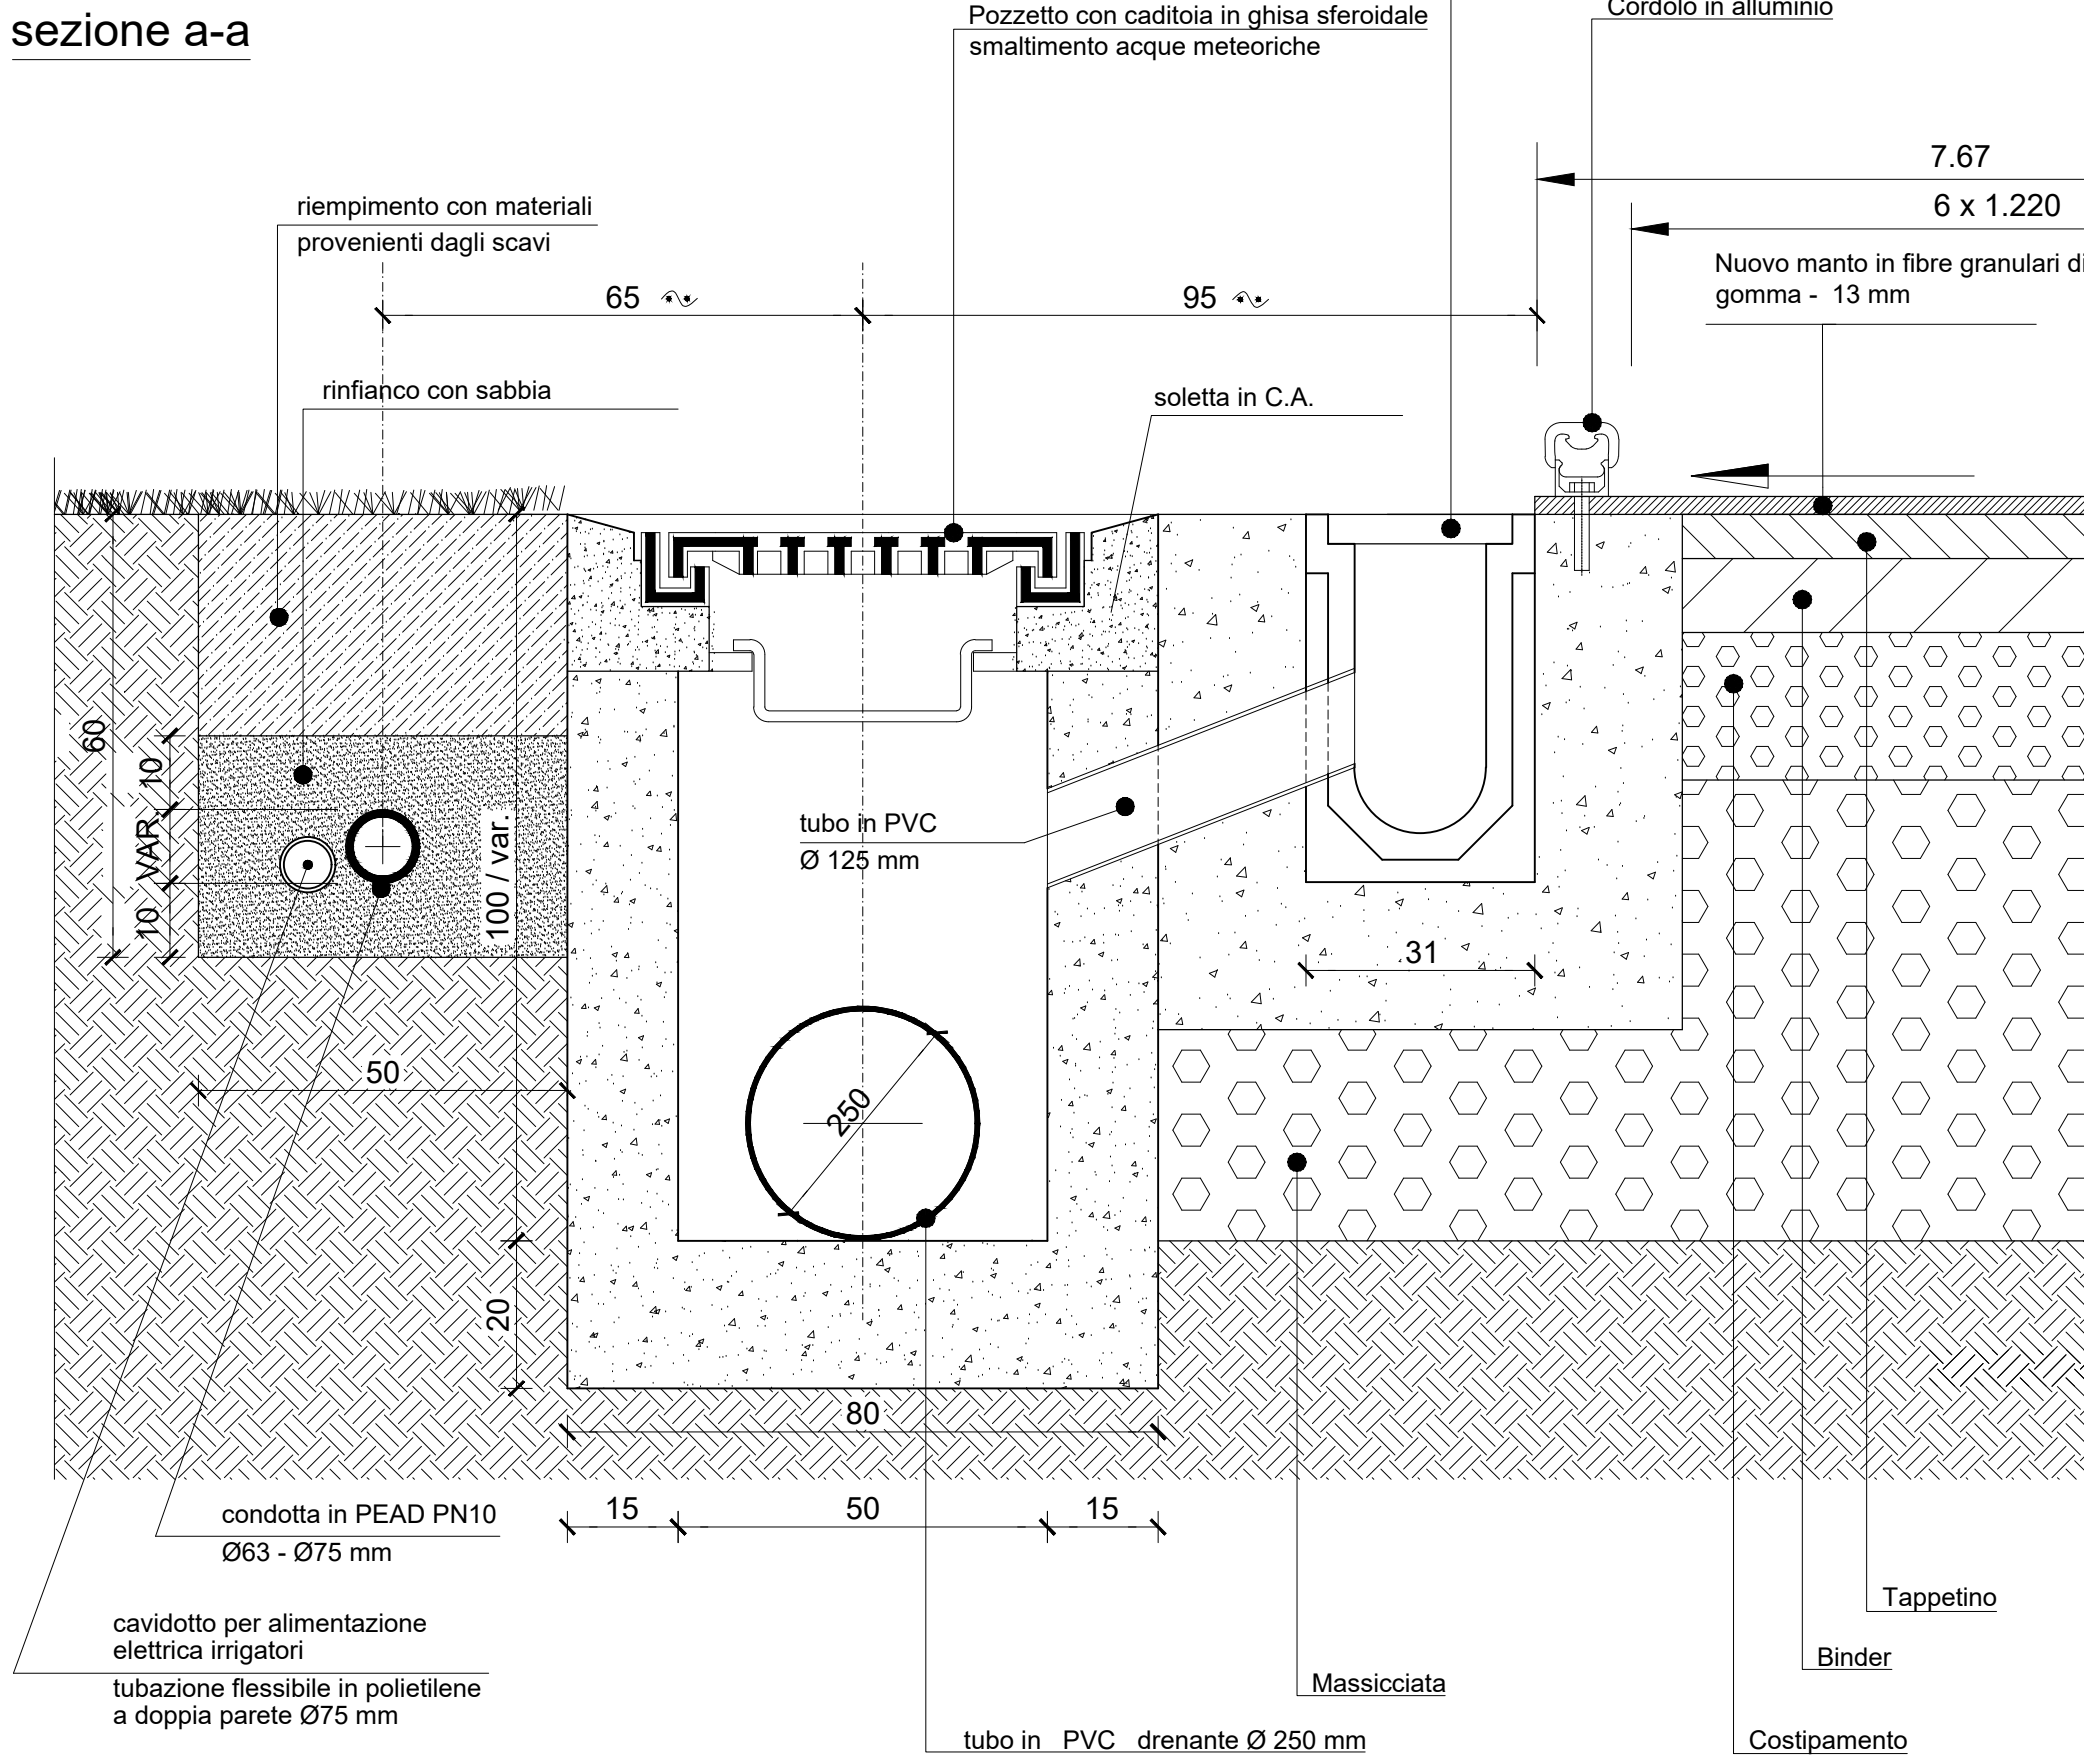 sezione a-a
Pozzetto con caditoia in ghisa sferoidale
smaltimento acque meteoriche
Cordolo in alluminio
7.67
6 x 1.220
riempimento con materiali
provenienti dagli scavi
Nuovo manto in fibre granulari di
gomma - 13 mm
65
95
rinfianco con sabbia
soletta in C.A.
60
10
VAR.
10
100 / var.
tubo in PVC
Ø 125 mm
31
50
250
20
80
15
50
15
condotta in PEAD PN10
Ø63 - Ø75 mm
cavidotto per alimentazione
elettrica irrigatori
tubazione flessibile in polietilene
a doppia parete Ø75 mm
Tappetino
Binder
Massicciata
Costipamento
tubo in PVC drenante Ø 250 mm